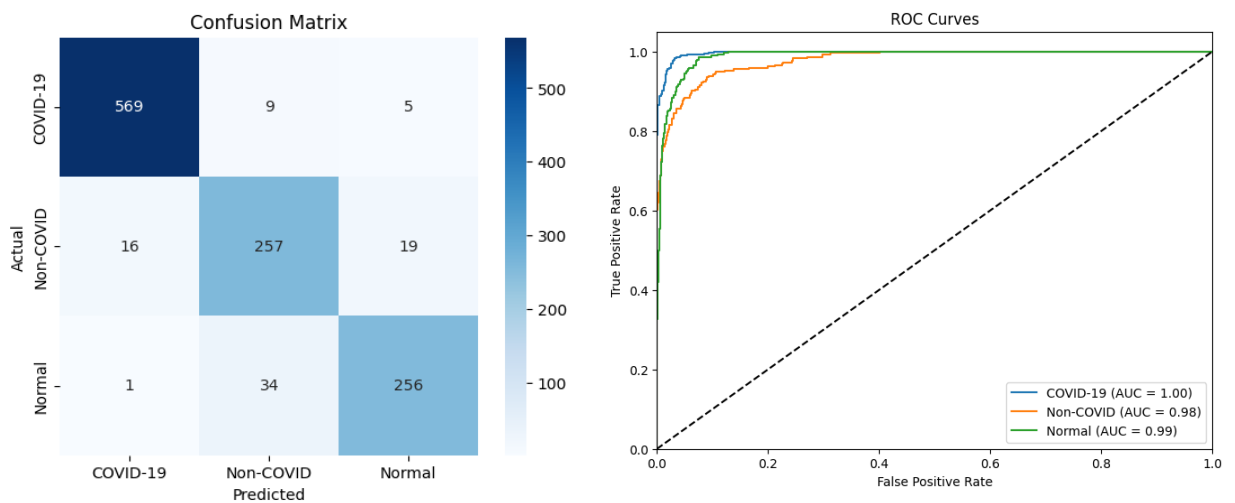 Confusion Matrix
COVID-19
Non-COVID
Normal
Actual
569 9 5
16 257 19
1 34 256
COVID-19 Non-COVID Normal
Predicted
500
400
300
200
100
ROC Curves
True Positive Rate
1.0
0.8
0.6
0.4
0.2
0.0
0.0 0.2 0.4 0.6 0.8 1.0
False Positive Rate
COVID-19 (AUC = 1.00)
Non-COVID (AUC = 0.98)
Normal (AUC = 0.99)